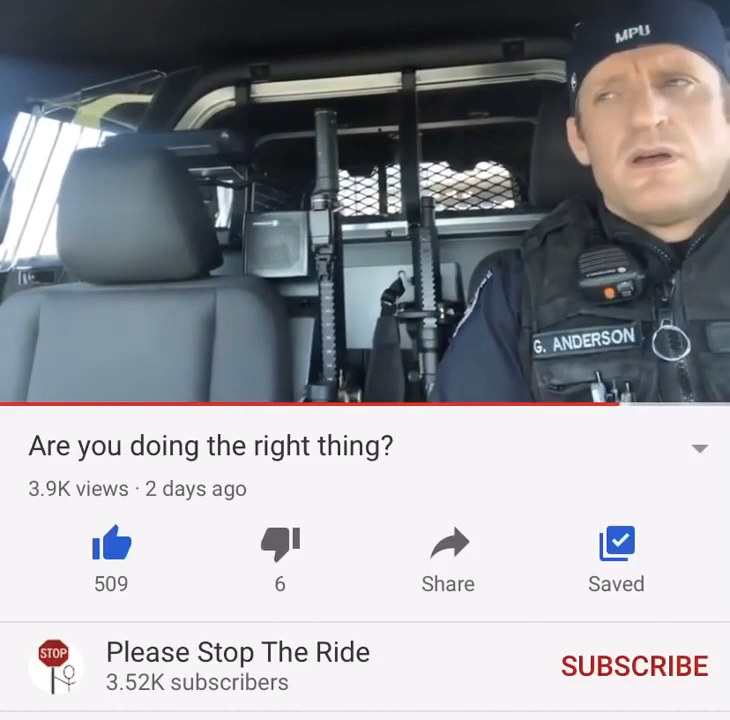 MPU
G. ANDERSON
Are you doing the right thing?
3.9K views · 2 days ago
509
6
Share
Saved
STOP
Please Stop The Ride
3.52K subscribers
SUBSCRIBE